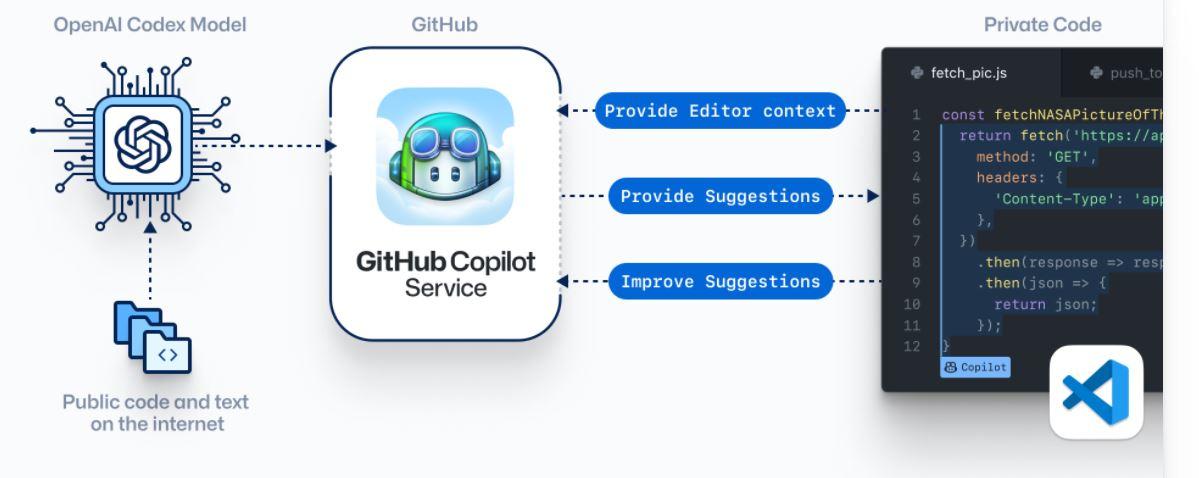 OpenAI Codex Model
GitHub
Private Code
fetch_pic.js
push_to
Provide Editor context
Provide Suggestions
Improve Suggestions
GitHub Copilot
Service
1 const fetchNASAPictureOfTh
2 return fetch('https://ap
3 method: 'GET',
4 headers: {
5 'Content-Type': 'app
6 },
7 })
8 .then(response => resp
9 .then(json => {
10 return json;
11 });
12 }
Copilot
<>
Public code and text
on the internet